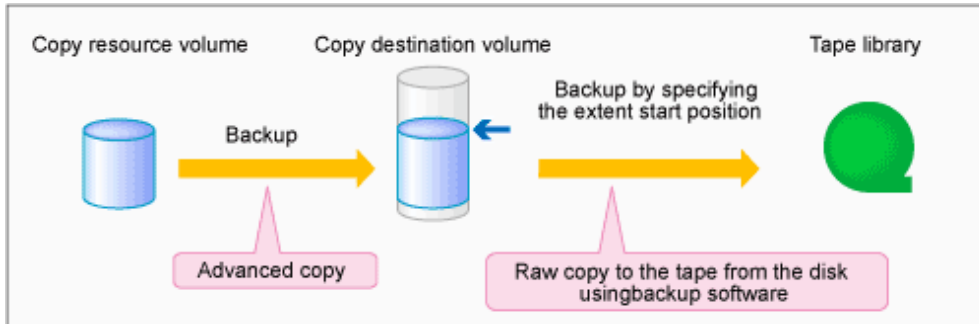 Copy resource volume
Copy destination volume
Tape library
Backup
Backup by specifying
the extent start position
Advanced copy
Raw copy to the tape from the disk
usingbackup software